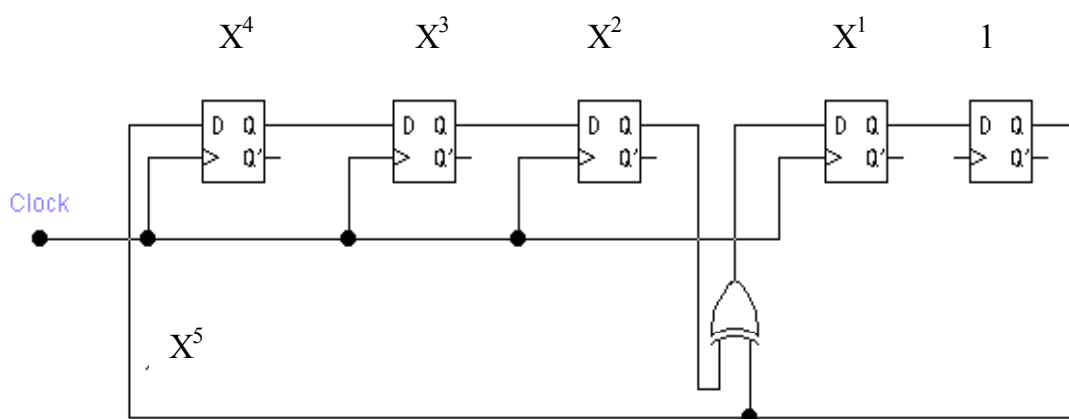 X⁴ X³ X² X¹ 1
D Q D Q D Q D Q D Q
Q' Q' Q' Q' Q'
Clock
X⁵